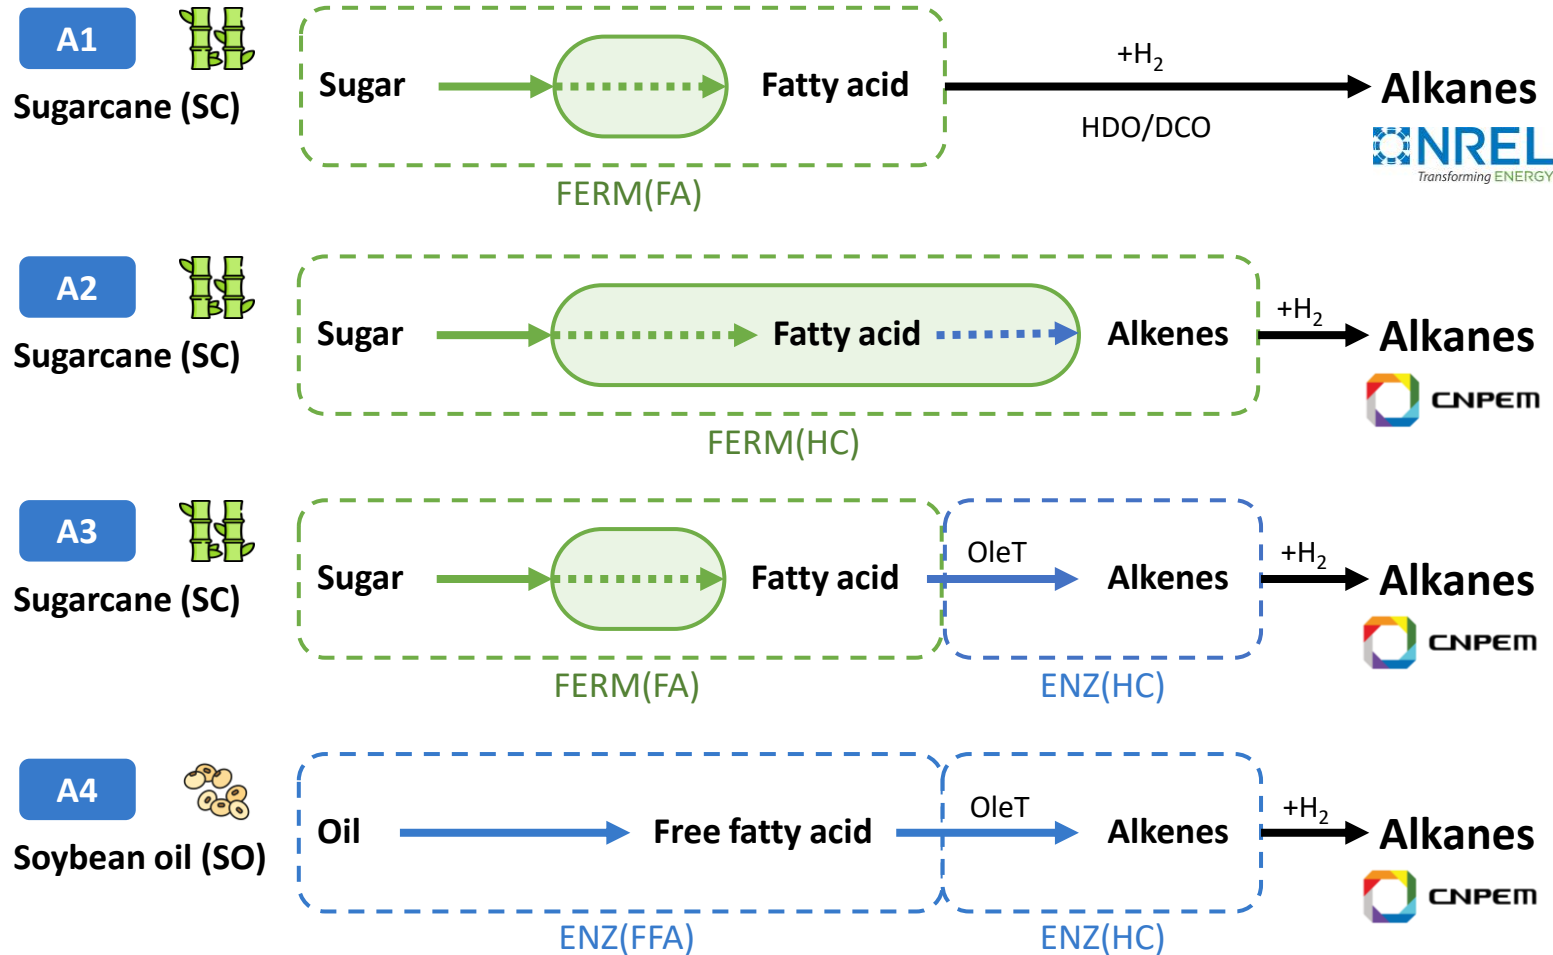 A1
Sugarcane (SC)
Sugar
Fatty acid
+H₂
HDO/DCO
Alkanes
NREL
Transforming ENERGY
FERM(FA)
A2
Sugarcane (SC)
Sugar
Fatty acid
Alkenes
+H₂
Alkanes
CNPEM
FERM(HC)
A3
Sugarcane (SC)
Sugar
Fatty acid
OleT
Alkenes
+H₂
Alkanes
CNPEM
FERM(FA)
ENZ(HC)
A4
Soybean oil (SO)
Oil
Free fatty acid
OleT
Alkenes
+H₂
Alkanes
CNPEM
ENZ(FFA)
ENZ(HC)